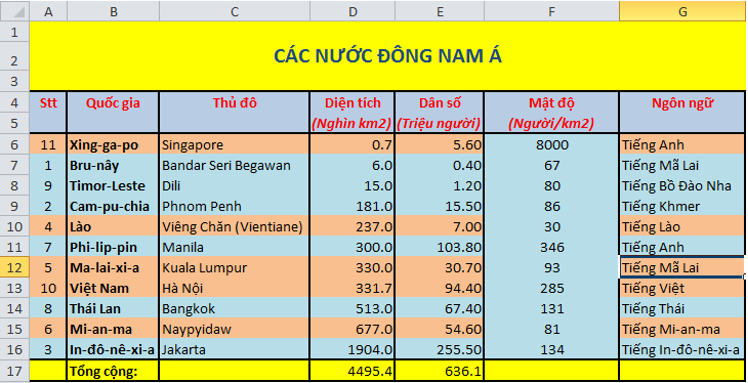 A B C D E F G
1
2 CÁC NƯỚC ĐÔNG NAM Á
3
4 Stt Quốc gia Thủ đô Diện tích Dân số Mật độ Ngôn ngữ
5 (Nghìn km2) (Triệu người) (Người/km2)
6 11 Xing-ga-po Singapore 0.7 5.60 8000 Tiếng Anh
7 1 Bru-nây Bandar Seri Begawan 6.0 0.40 67 Tiếng Mã Lai
8 9 Timor-Leste Dili 15.0 1.20 80 Tiếng Bồ Đào Nha
9 2 Cam-pu-chia Phnom Penh 181.0 15.50 86 Tiếng Khmer
10 4 Lào Viêng Chăn (Vientiane) 237.0 7.00 30 Tiếng Lào
11 7 Phi-lip-pin Manila 300.0 103.80 346 Tiếng Anh
12 5 Ma-lai-xi-a Kuala Lumpur 330.0 30.70 93 Tiếng Mã Lai
13 10 Việt Nam Hà Nội 331.7 94.40 285 Tiếng Việt
14 8 Thái Lan Bangkok 513.0 67.40 131 Tiếng Thái
15 6 Mi-an-ma Naypyidaw 677.0 54.60 81 Tiếng Mi-an-ma
16 3 In-đô-nê-xi-a Jakarta 1904.0 255.50 134 Tiếng In-đô-nê-xi-a
17 Tổng cộng: 4495.4 636.1